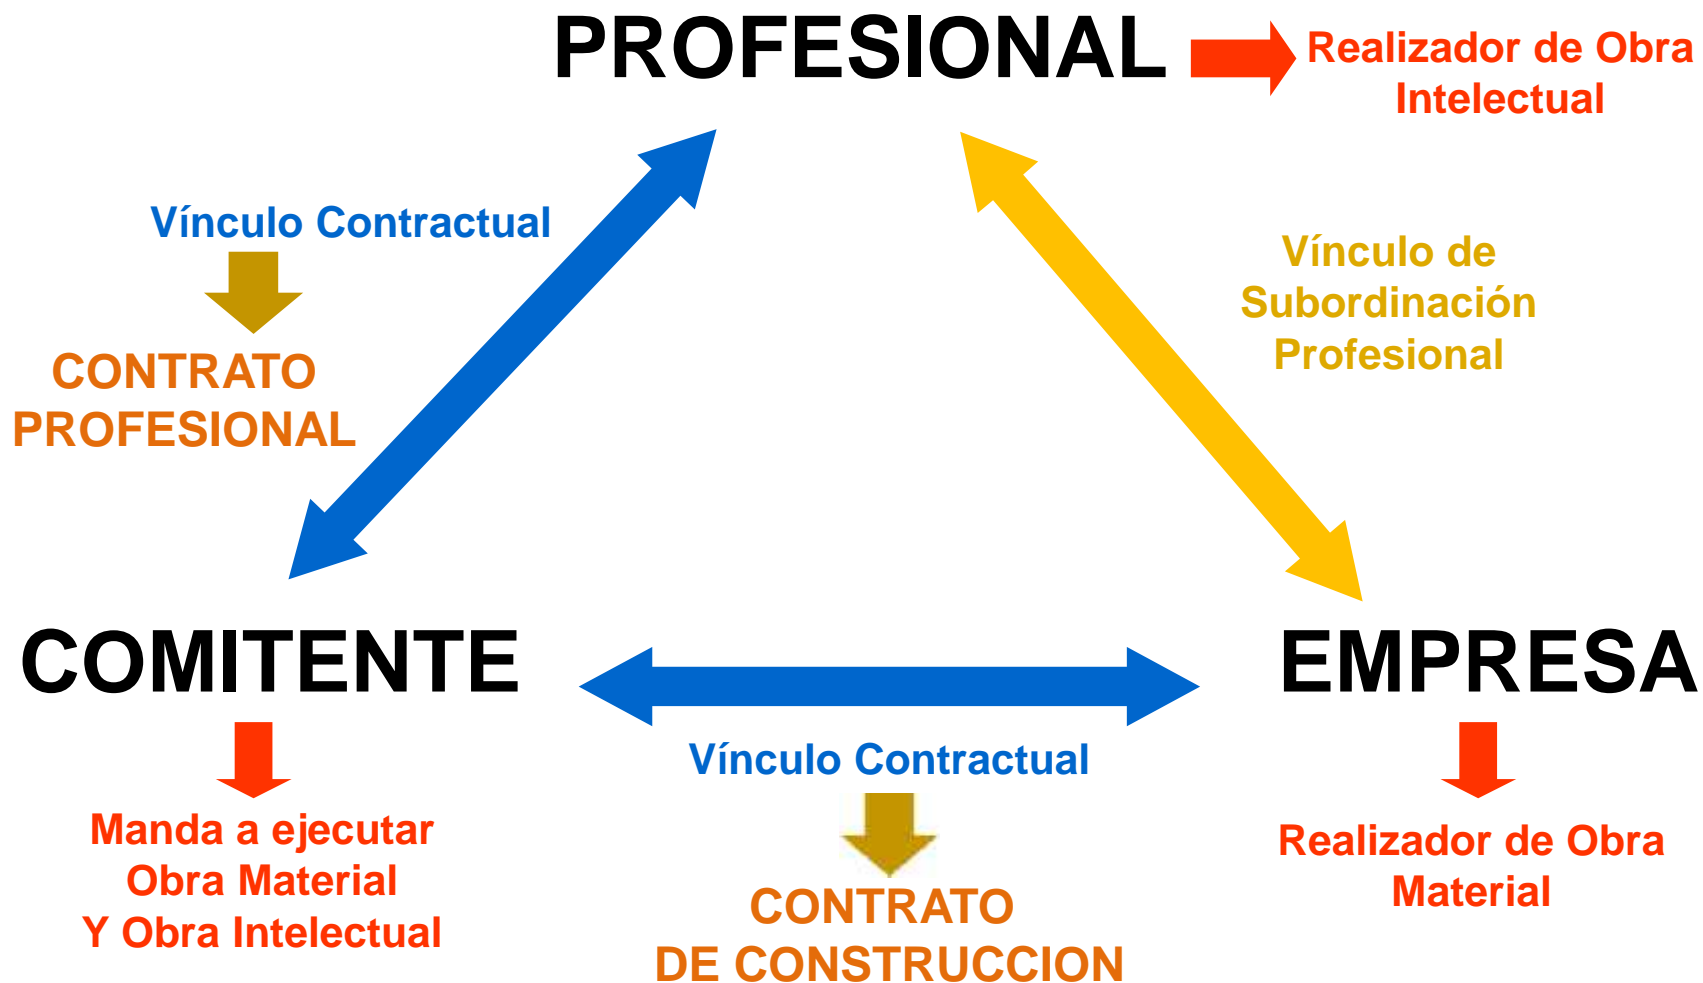 PROFESIONAL
Realizador de Obra
Intelectual
Vínculo Contractual
CONTRATO
PROFESIONAL
Vínculo de
Subordinación
Profesional
COMITENTE
EMPRESA
Manda a ejecutar
Obra Material
Y Obra Intelectual
Vínculo Contractual
CONTRATO
DE CONSTRUCCION
Realizador de Obra
Material